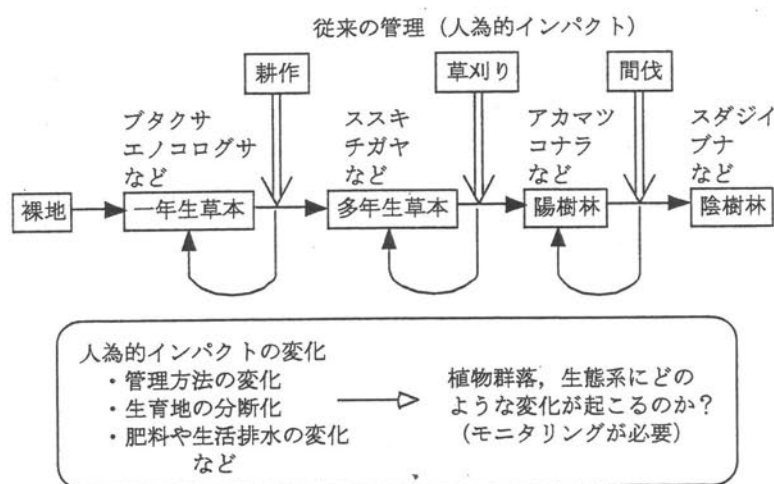 従来の管理（人為的インパクト）
耕作
草刈り
間伐
ブタクサ
エノコログサ
など
ススキ
チガヤ
など
アカマツ
コナラ
など
スダジイ
ブナ
など
裸地
一年生草本
多年生草本
陽樹林
陰樹林
人為的インパクトの変化
・管理方法の変化
・生育地の分断化
・肥料や生活排水の変化
など
植物群落，生態系にどの
ような変化が起こるのか？
（モニタリングが必要）